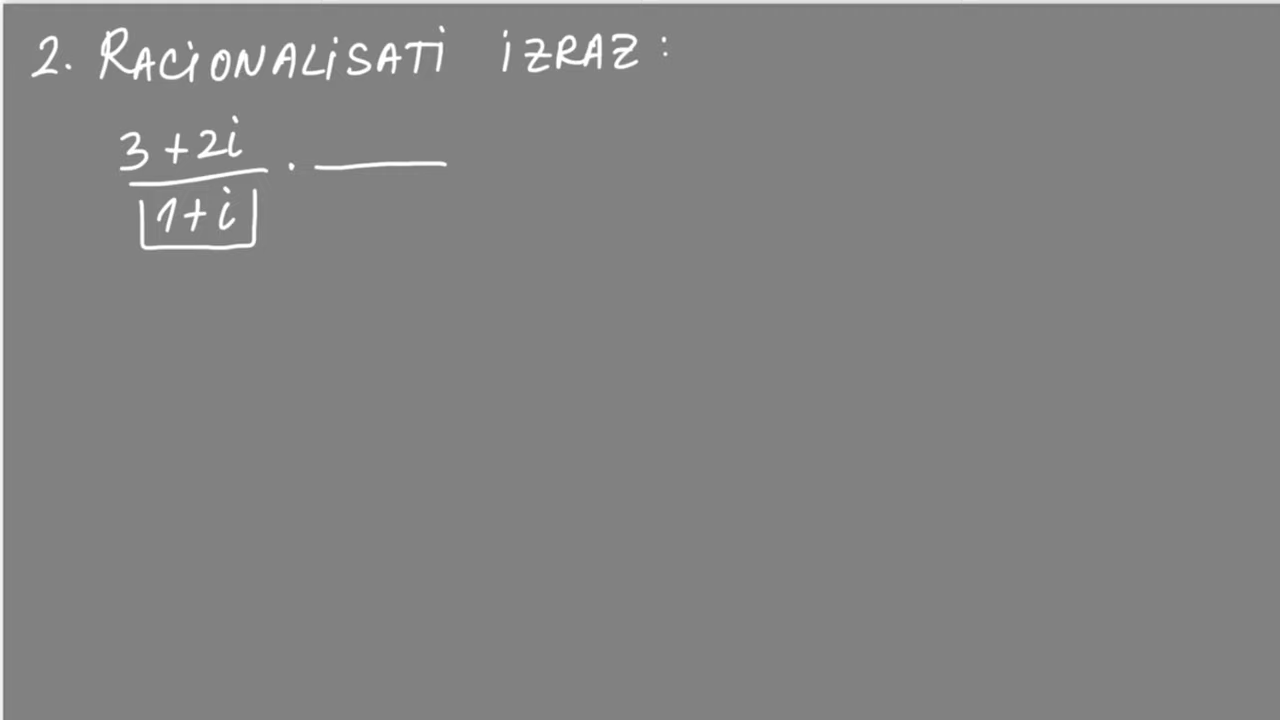 2. RACIONALISATI IZRAZ:
3 + 2i
1 + i
·